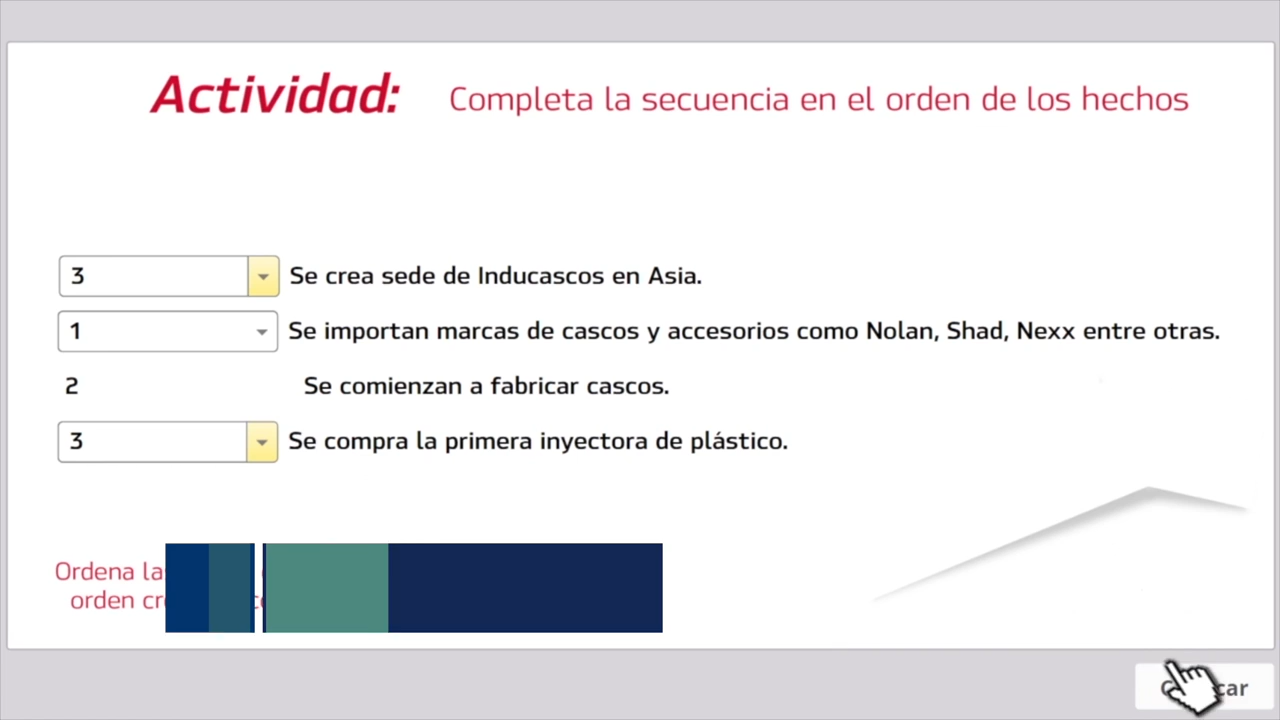 Actividad:
Completa la secuencia en el orden de los hechos
3 Se crea sede de Inducascos en Asia.
1 Se importan marcas de cascos y accesorios como Nolan, Shad, Nexx entre otras.
2 Se comienzan a fabricar cascos.
3 Se compra la primera inyectora de plástico.
Ordena
orden